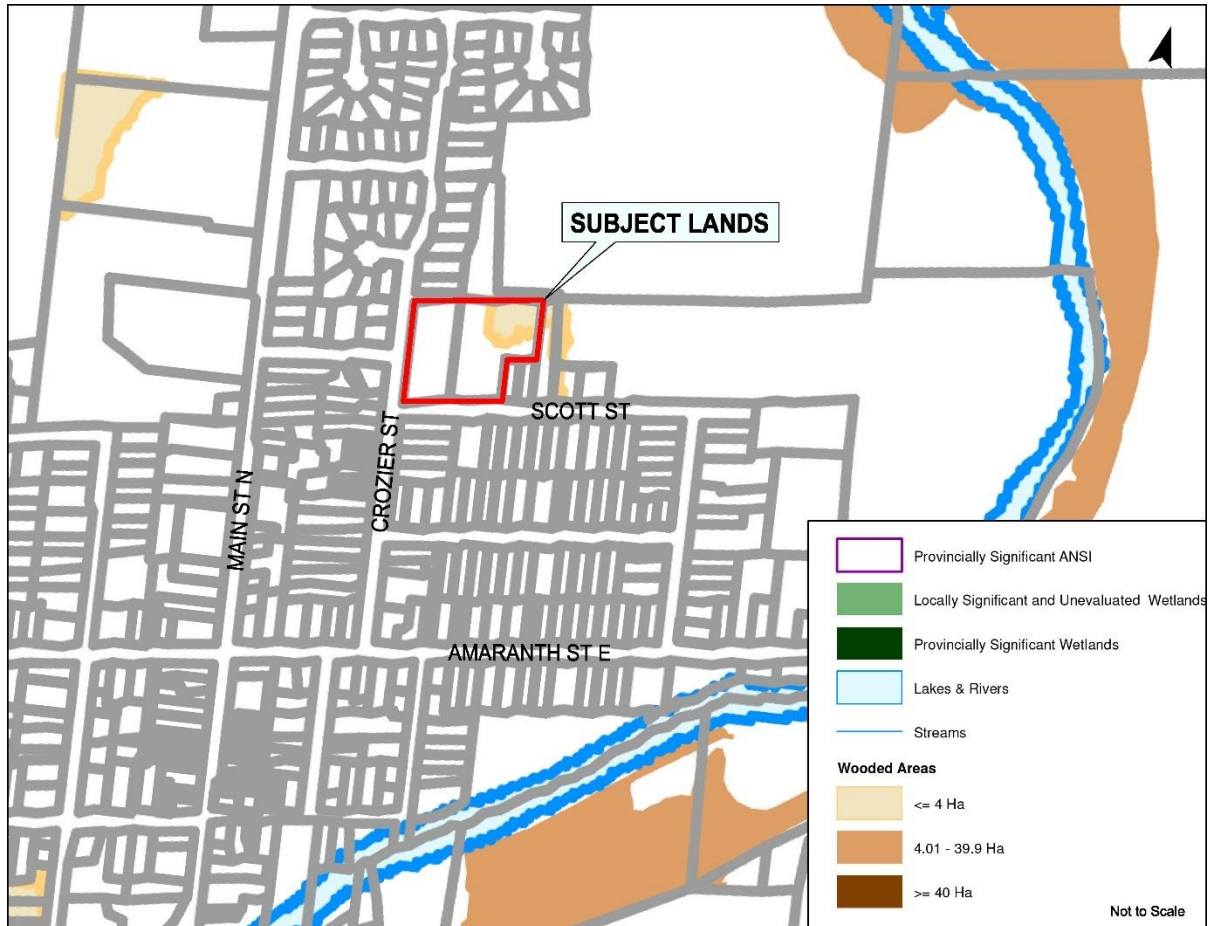 SUBJECT LANDS
SCOTT ST
CROZIER ST
MAIN ST N
AMARANTH ST E
Provincially Significant ANSI
Locally Significant and Unevaluated Wetlands
Provincially Significant Wetlands
Lakes & Rivers
Streams
Wooded Areas
<= 4 Ha
4.01 - 39.9 Ha
>= 40 Ha
Not to Scale